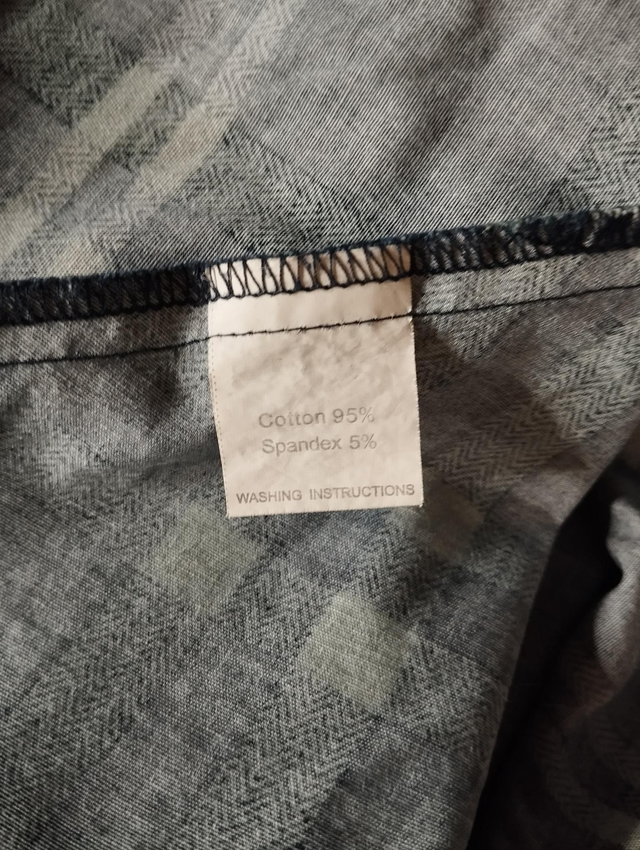 Cotton 95%
Spandex 5%
WASHING INSTRUCTIONS